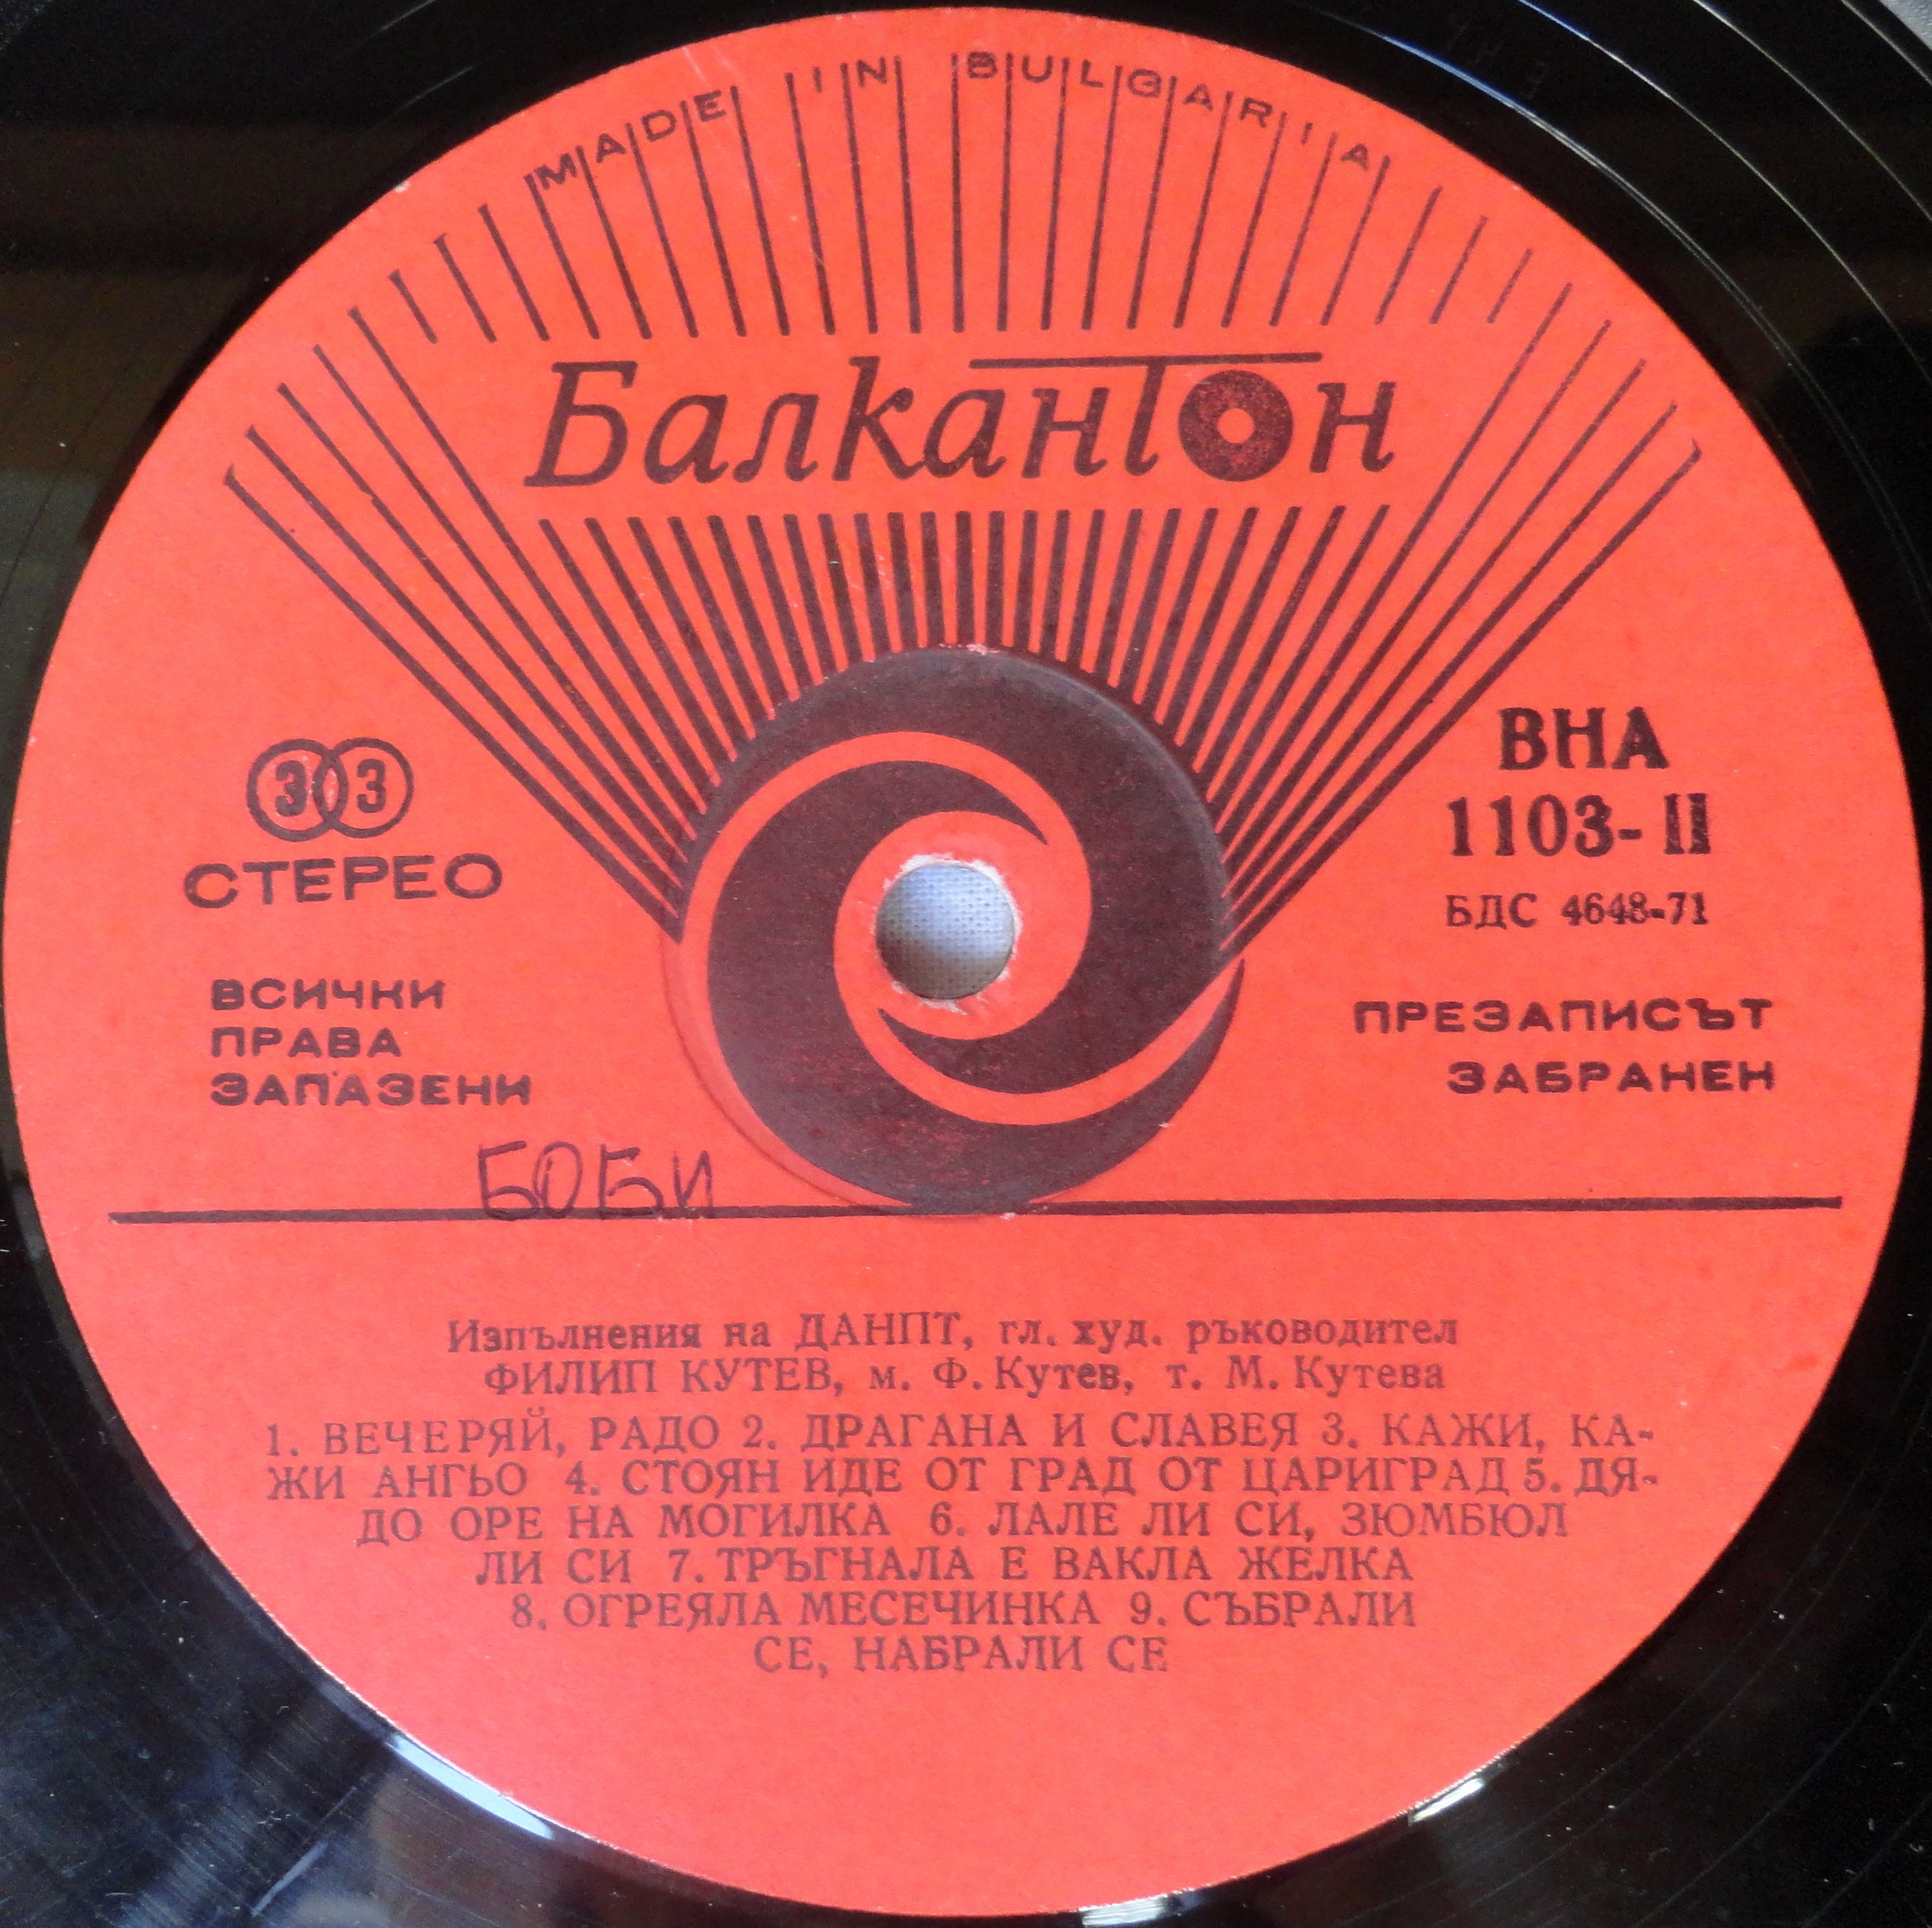 MADE IN BULGARIA
Балкантон
33
СТЕРЕО
ВНА
1103-II
БДС 4648-71
ВСИЧКИ
ПРАВА
ЗАПАЗЕНИ
ПРЕЗАПИСЪТ
ЗАБРАНЕН
БОБИ
Изпълнения на ДАНПТ, гл. худ. ръководител
ФИЛИП КУТЕВ, м. Ф. Кутев, т. М. Кутева
1. ВЕЧЕРЯЙ, РАДО 2. ДРАГАНА И СЛАВЕЯ 3. КАЖИ, КА-
ЖИ АНГЬО 4. СТОЯН ИДЕ ОТ ГРАД ОТ ЦАРИГРАД 5. ДЯ-
ДО ОРЕ НА МОГИЛКА 6. ЛАЛЕ ЛИ СИ, ЗЮМБЮЛ
ЛИ СИ 7. ТРЪГНАЛА Е ВАКЛА ЖЕЛКА
8. ОГРЕЯЛА МЕСЕЧИНКА 9. СЪБРАЛИ
СЕ, НАБРАЛИ СЕ